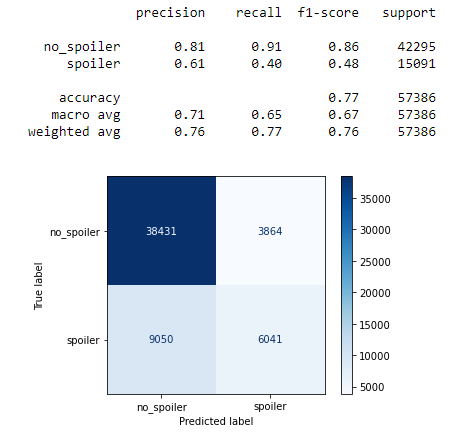 precision recall f1-score support
no_spoiler 0.81 0.91 0.86 42295
spoiler 0.61 0.40 0.48 15091
accuracy 0.77 57386
macro avg 0.71 0.65 0.67 57386
weighted avg 0.76 0.77 0.76 57386
35000
no_spoiler 38431 3864
30000
25000
True label
20000
15000
spoiler 9050 6041
10000
5000
no_spoiler spoiler
Predicted label